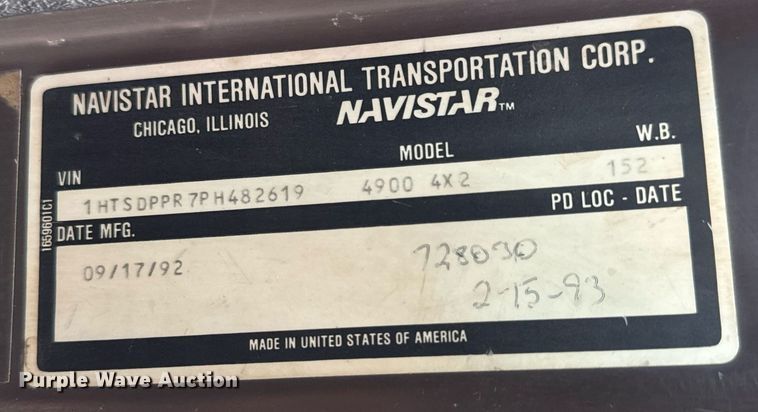 NAVISTAR INTERNATIONAL TRANSPORTATION CORP.
CHICAGO, ILLINOIS NAVISTAR™
VIN MODEL W.B.
1HTSDPPR7PH482619 4900 4X2 152
DATE MFG. PD LOC - DATE
09/17/92 728030
2-15-93
MADE IN UNITED STATES OF AMERICA
1659601C1
Purple Wave Auction